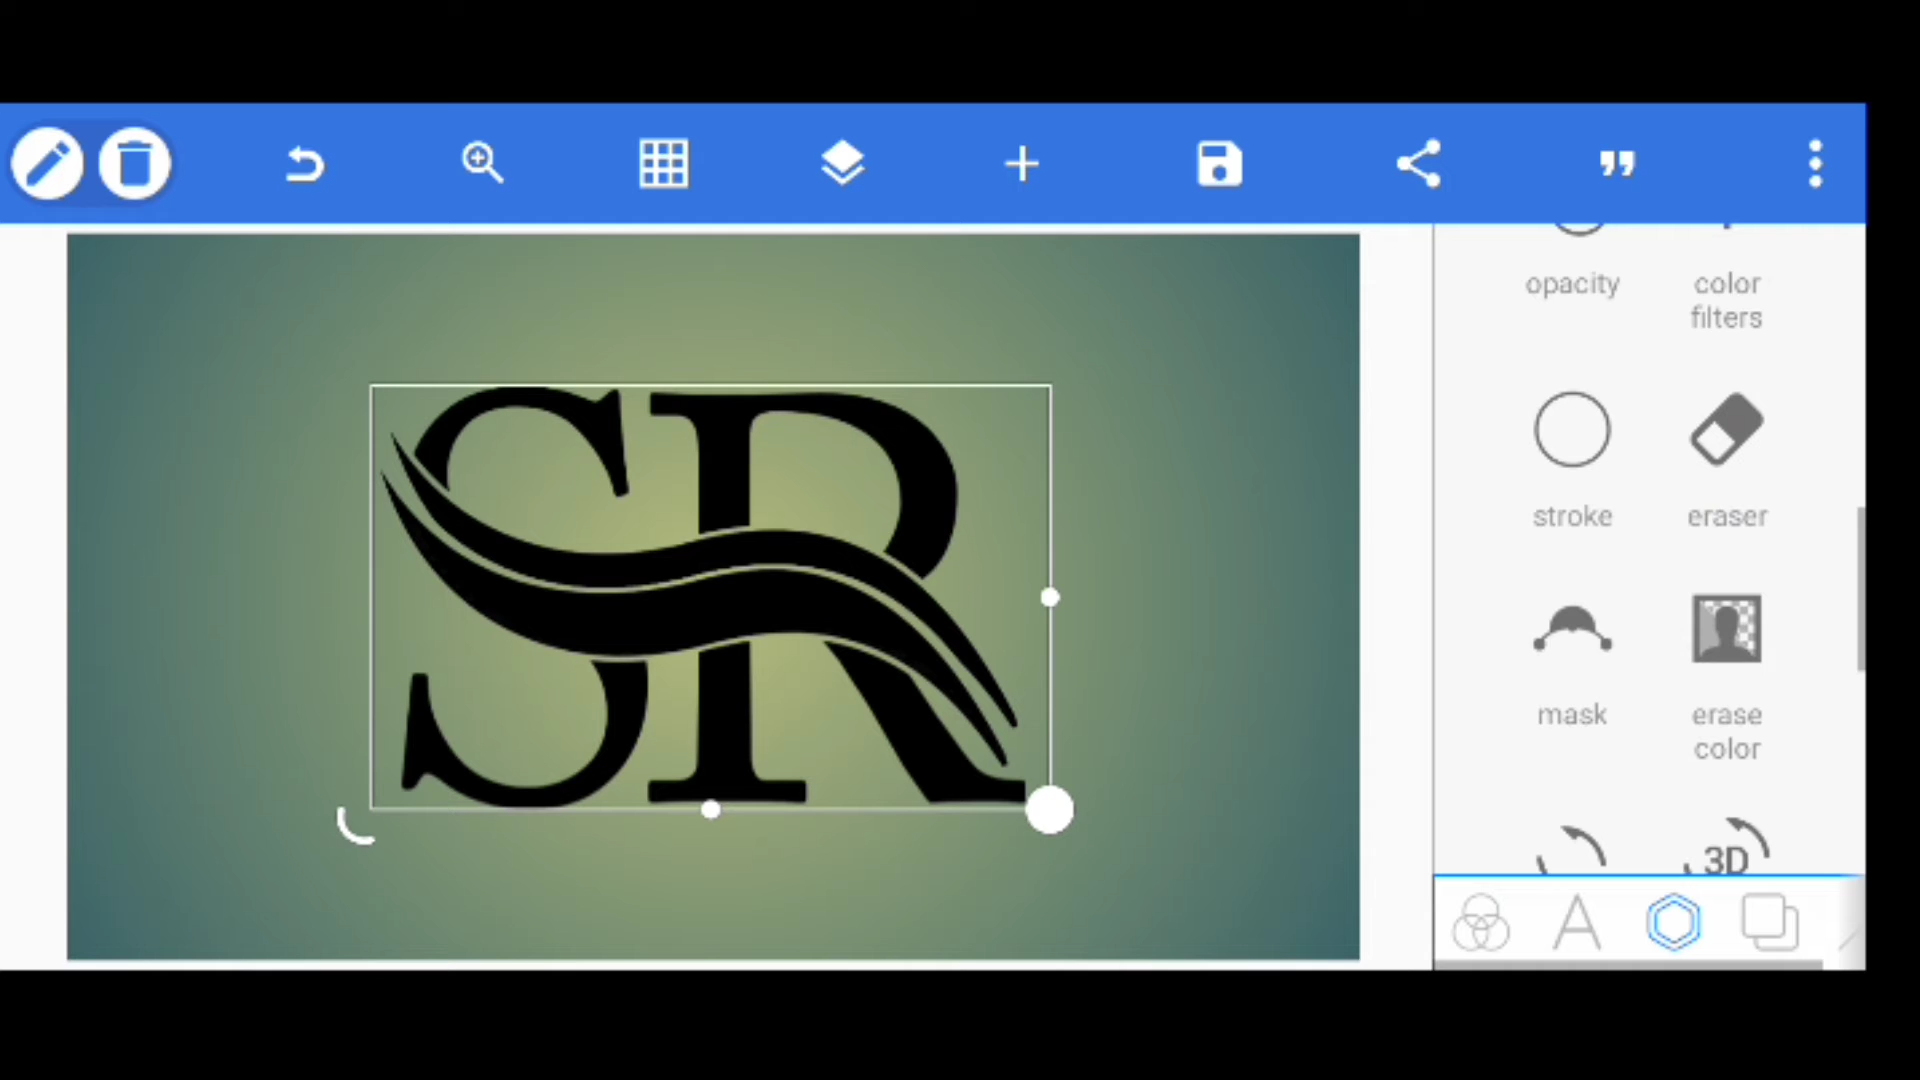 SR
opacity
color
filters
stroke
eraser
mask
erase
color
3D
A